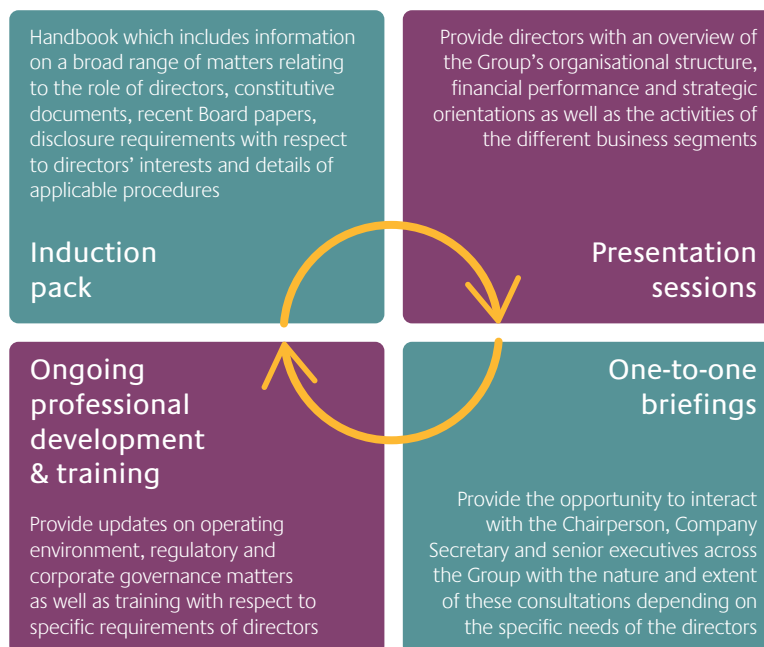 Handbook which includes information
on a broad range of matters relating
to the role of directors, constitutive
documents, recent Board papers,
disclosure requirements with respect
to directors' interests and details of
applicable procedures
Induction
pack
Provide directors with an overview of
the Group's organisational structure,
financial performance and strategic
orientations as well as the activities of
the different business segments
Presentation
sessions
Ongoing
professional
development
& training
Provide updates on operating
environment, regulatory and
corporate governance matters
as well as training with respect to
specific requirements of directors
One-to-one
briefings
Provide the opportunity to interact
with the Chairperson, Company
Secretary and senior executives across
the Group with the nature and extent
of these consultations depending on
the specific needs of the directors